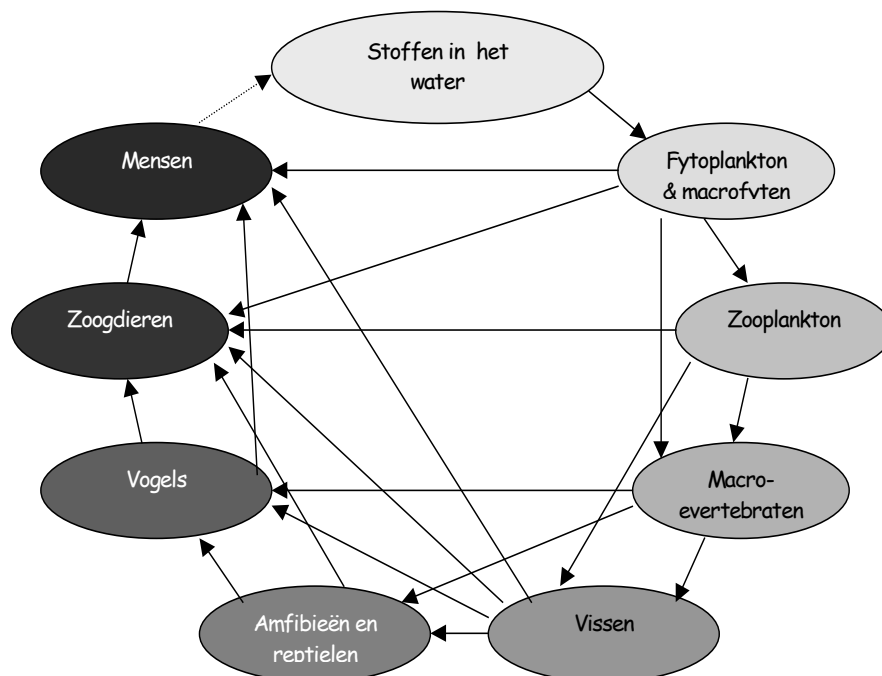 Stoffen in het
water
Mensen
Fytoplankton
& macrofyten
Zoogdieren
Zooplankton
Vogels
Macro-
evertebraten
Amfibieën en
reptielen
Vissen